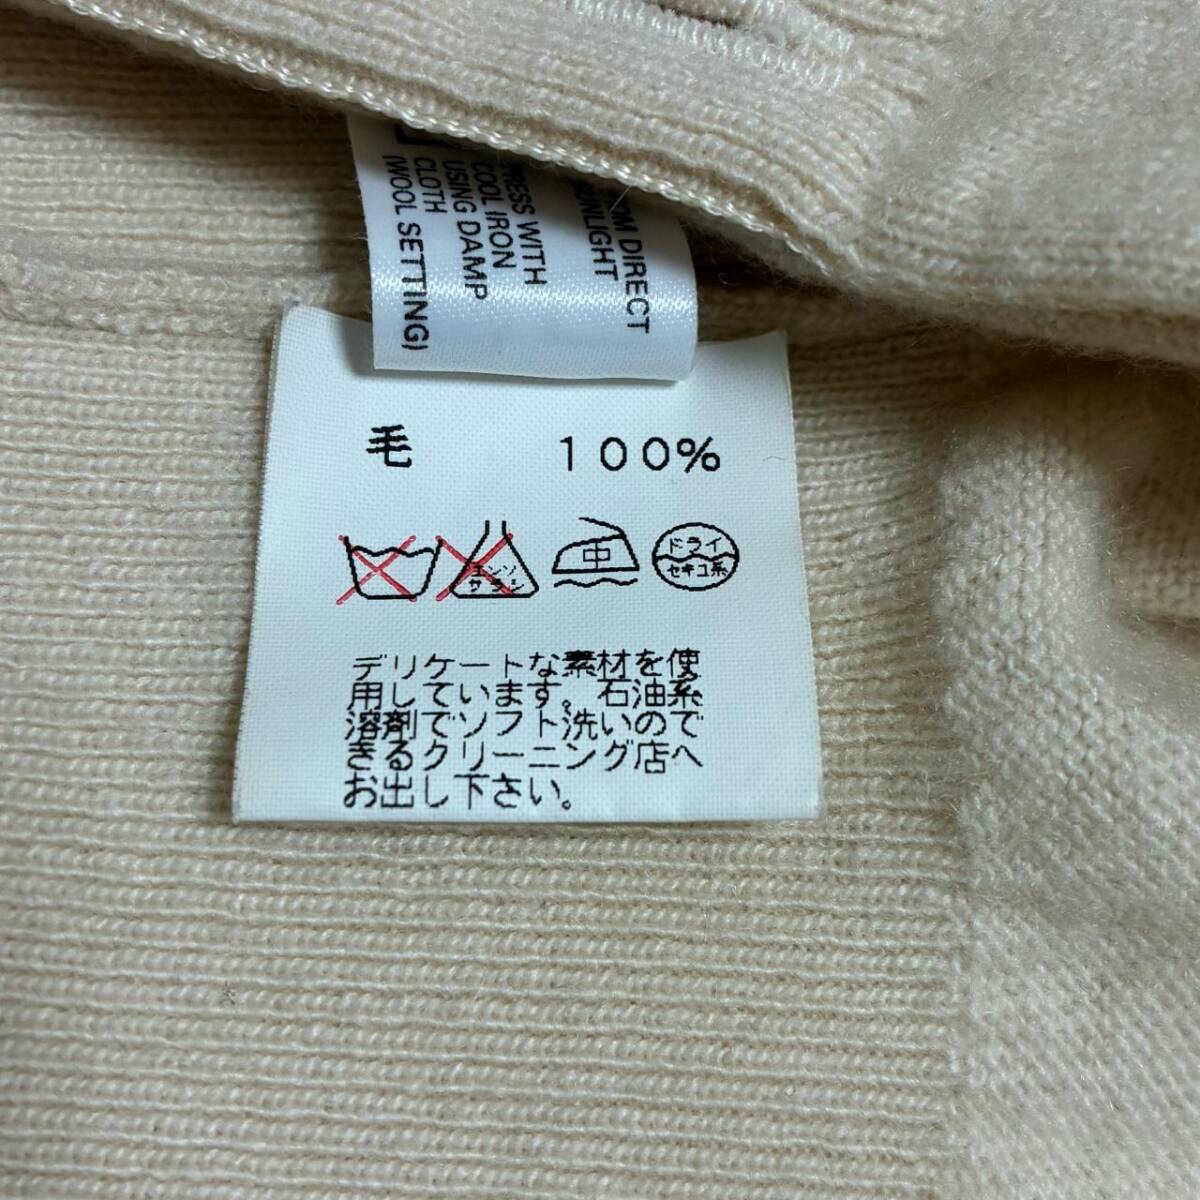 OM DIRECT
UNLIGHT
PRESS WITH
COOL IRON
USING DAMP
CLOTH
(WOOL SETTING)
毛 100%
エンソ
サラシ
中
ドライ
セキユ系
デリケートな素材を使
用しています。石油系
溶剤でソフト洗いので
きるクリーニング店へ
お出し下さい。